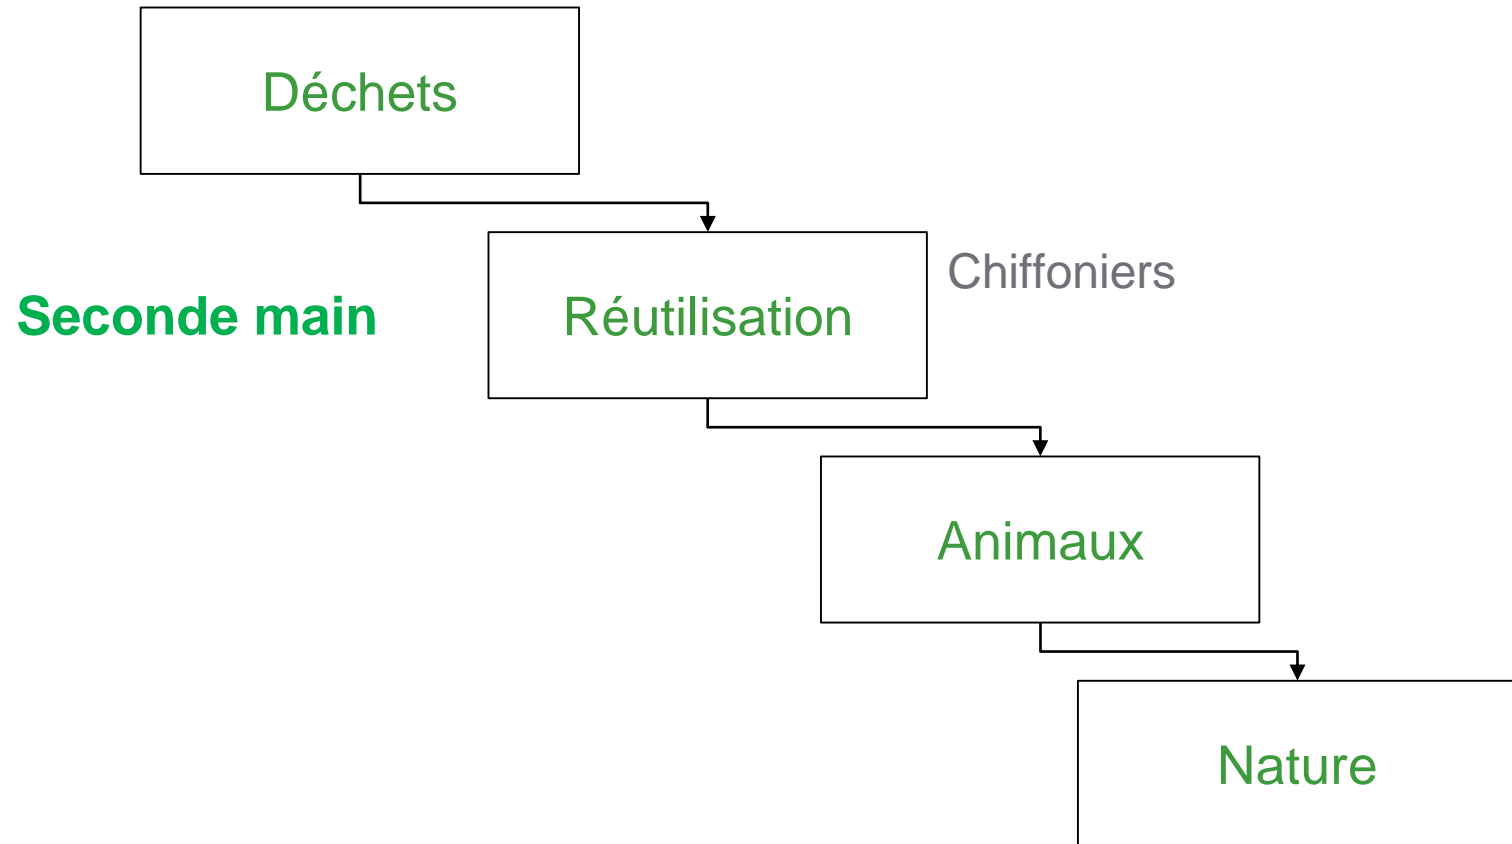 Déchets
Chiffoniers
Seconde main
Réutilisation
Animaux
Nature